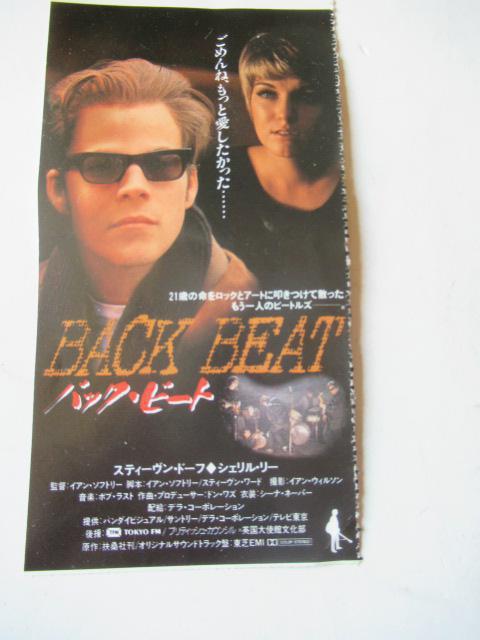 ごめんね、もっと愛したかった……
21歳の命をロックとアートに叩きつけて散った
もう一人のビートルズ
BACK BEAT
バック・ビート
スティーヴン・ドーフ◆シェリル・リー
監督：イアン・ソフトリー 脚本：イアン・ソフトリー/スティーヴン・ワード 撮影：イアン・ウィルソン
音楽：ボブ・ラスト 作曲・プロデューサー：ドン・ワズ 衣装：シーナ・ネーパー
配給：デラ・コーポレーション
提供：バンダイビジュアル/サントリー/デラ・コーポレーション/テレビ東京
後援： TOKYO FM/ブリティッシュ・カウンシル・英国大使館文化部
原作：扶桑社刊/オリジナルサウンドトラック盤：東芝EMI